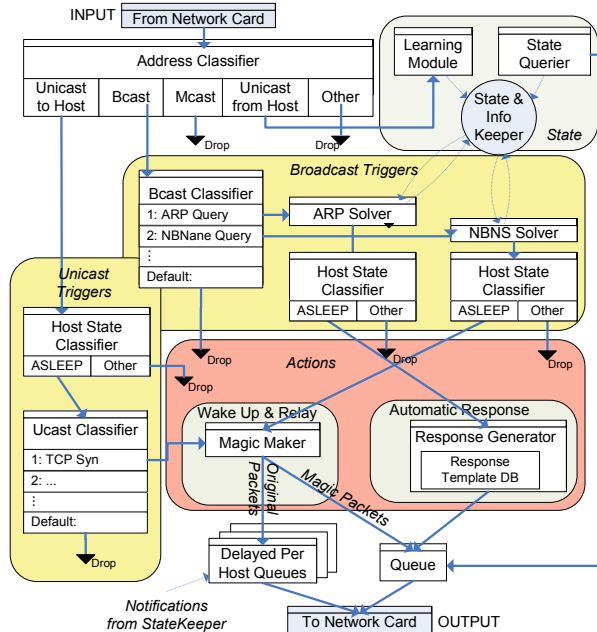 INPUT
From Network Card
Address Classifier
Unicast to Host
Bcast
Mcast
Unicast from Host
Other
Drop
Drop
Learning Module
State Querier
State & Info Keeper
State
Broadcast Triggers
Bcast Classifier
1: ARP Query
2: NBNane Query
⋮
Default:
Drop
ARP Solver
NBNS Solver
Host State Classifier
ASLEEP
Other
Drop
Host State Classifier
ASLEEP
Other
Drop
Unicast Triggers
Host State Classifier
ASLEEP
Other
Drop
Ucast Classifier
1: TCP Syn
2: ...
⋮
Default:
Drop
Actions
Wake Up & Relay
Magic Maker
Automatic Response
Response Generator
Response Template DB
Original Packets
Magic Packets
Delayed Per Host Queues
Queue
Notifications from StateKeeper
To Network Card
OUTPUT